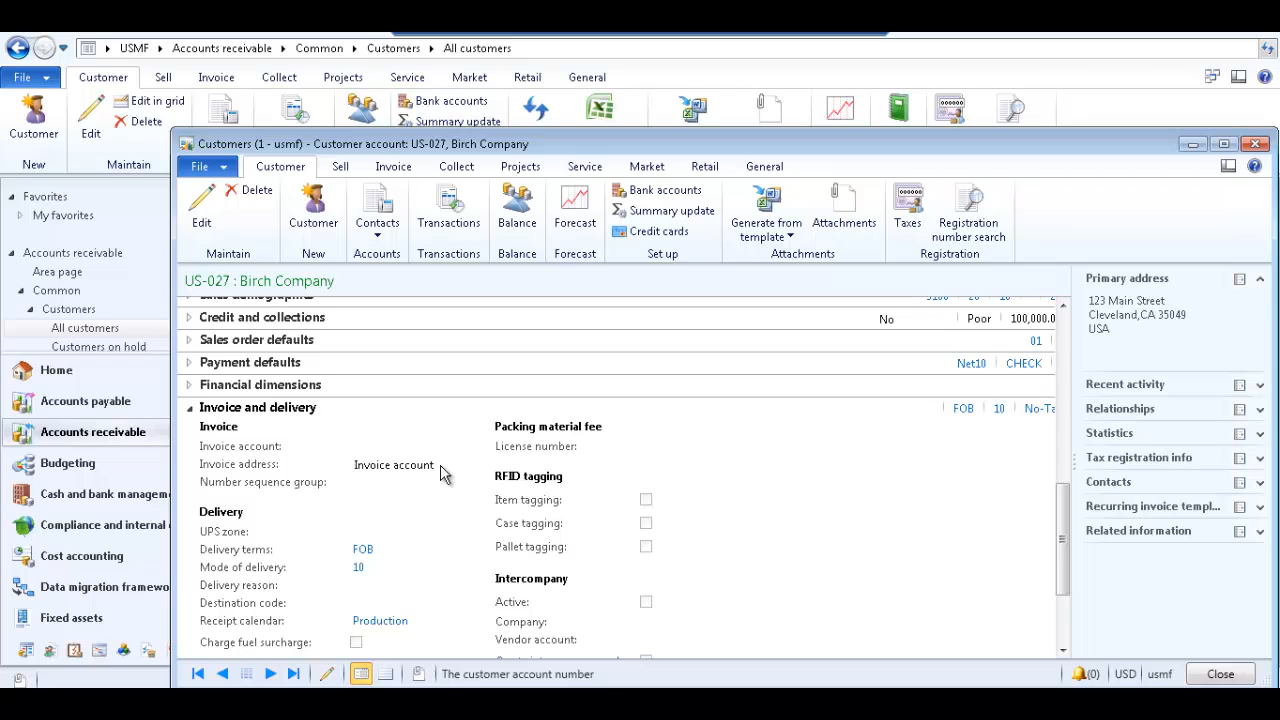 USMF ▸ Accounts receivable ▸ Common ▸ Customers ▸ All customers
File Customer Sell Invoice Collect Projects Service Market Retail General
Customer
New
Edit
Edit in grid
Delete
Maintain
Bank accounts
Summary update
Favorites
My favorites
Accounts receivable
Area page
Common
Customers
All customers
Customers on hold
Home
Accounts payable
Accounts receivable
Budgeting
Cash and bank managem
Compliance and internal
Cost accounting
Data migration framewo
Fixed assets
Customers (1 - usmf) - Customer account: US-027, Birch Company
File Customer Sell Invoice Collect Projects Service Market Retail General
Edit
Delete
Maintain
Customer
New
Contacts
Accounts
Transactions
Transactions
Balance
Balance
Forecast
Forecast
Bank accounts
Summary update
Credit cards
Set up
Generate from
template
Attachments
Attachments
Taxes
Registration
number search
Registration
US-027 : Birch Company
Sales demographics
Credit and collections No Poor 100,000.0
Sales order defaults 01
Payment defaults Net10 CHECK
Financial dimensions
Invoice and delivery FOB 10 No-Ta
Invoice
Invoice account:
Invoice address: Invoice account
Number sequence group:
Delivery
UPS zone:
Delivery terms: FOB
Mode of delivery: 10
Delivery reason:
Destination code:
Receipt calendar: Production
Charge fuel surcharge:
Packing material fee
License number:
RFID tagging
Item tagging:
Case tagging:
Pallet tagging:
Intercompany
Active:
Company:
Vendor account:
Primary address
123 Main Street
Cleveland,CA 35049
USA
Recent activity
Relationships
Statistics
Tax registration info
Contacts
Recurring invoice templ...
Related information
The customer account number
(0) USD usmf Close